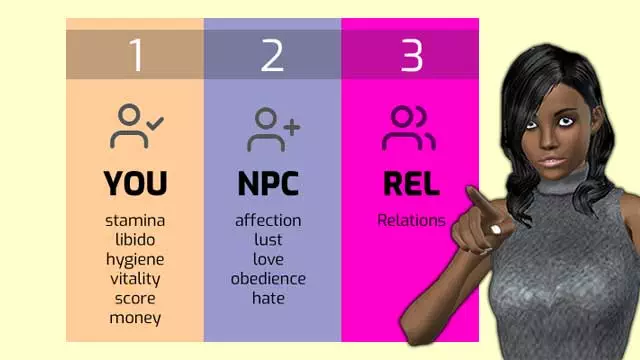 1
2
3
YOU
stamina
libido
hygiene
vitality
score
money
NPC
affection
lust
love
obedience
hate
REL
Relations